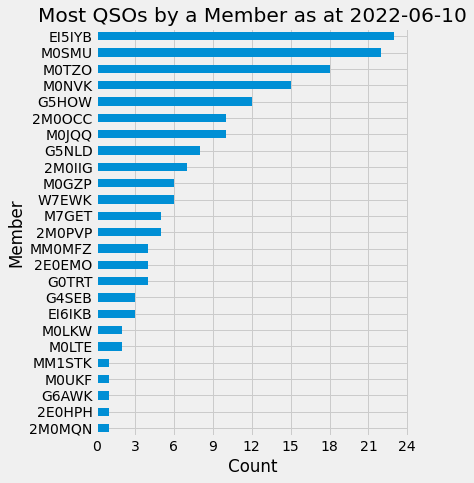 Most QSOs by a Member as at 2022-06-10
EI5IYB
M0SMU
M0TZO
M0NVK
G5HOW
2M0OCC
M0JQQ
G5NLD
2M0IIG
M0GZP
W7EWK
M7GET
2M0PVP
MM0MFZ
2E0EMO
G0TRT
G4SEB
EI6IKB
M0LKW
M0LTE
MM1STK
M0UKF
G6AWK
2E0HPH
2M0MQN
Member
0 3 6 9 12 15 18 21 24
Count